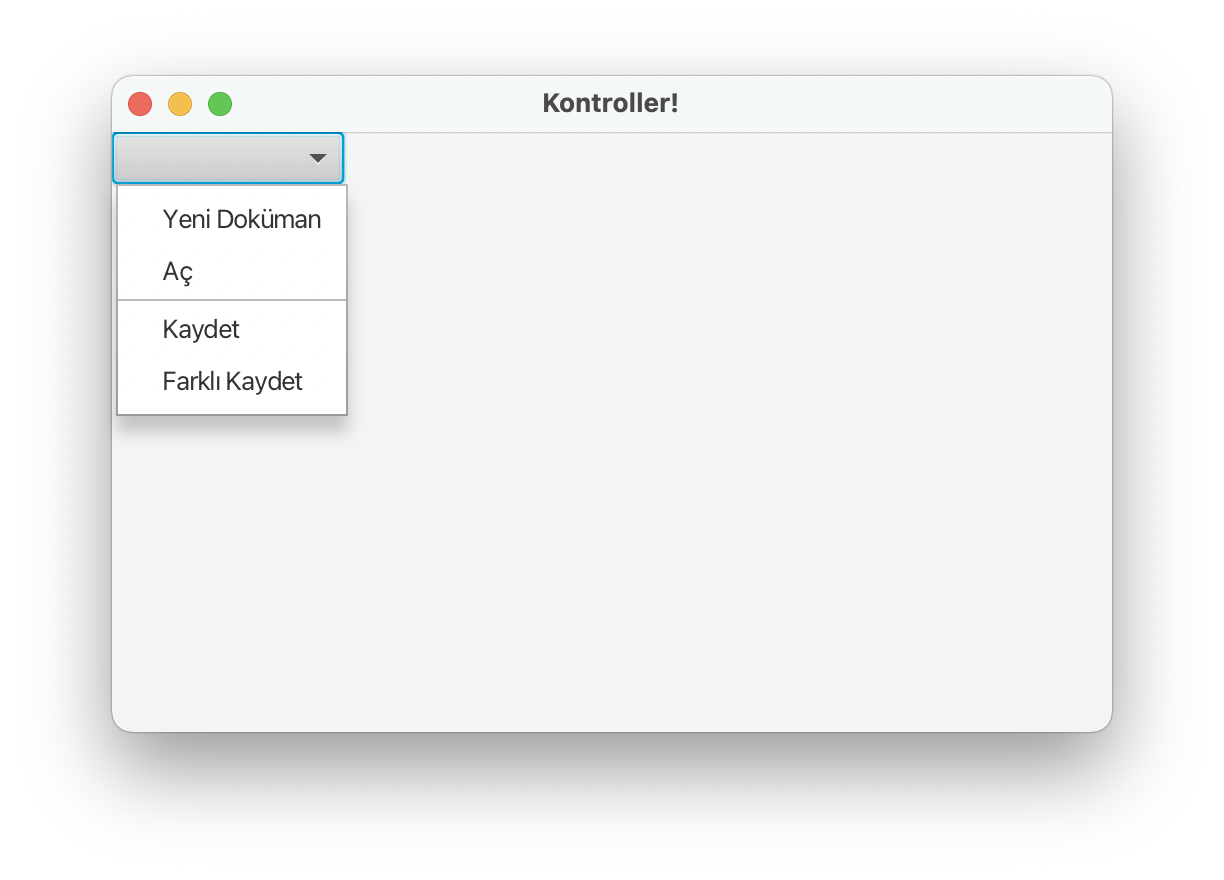 Kontroller!
Yeni Doküman
Aç
Kaydet
Farklı Kaydet